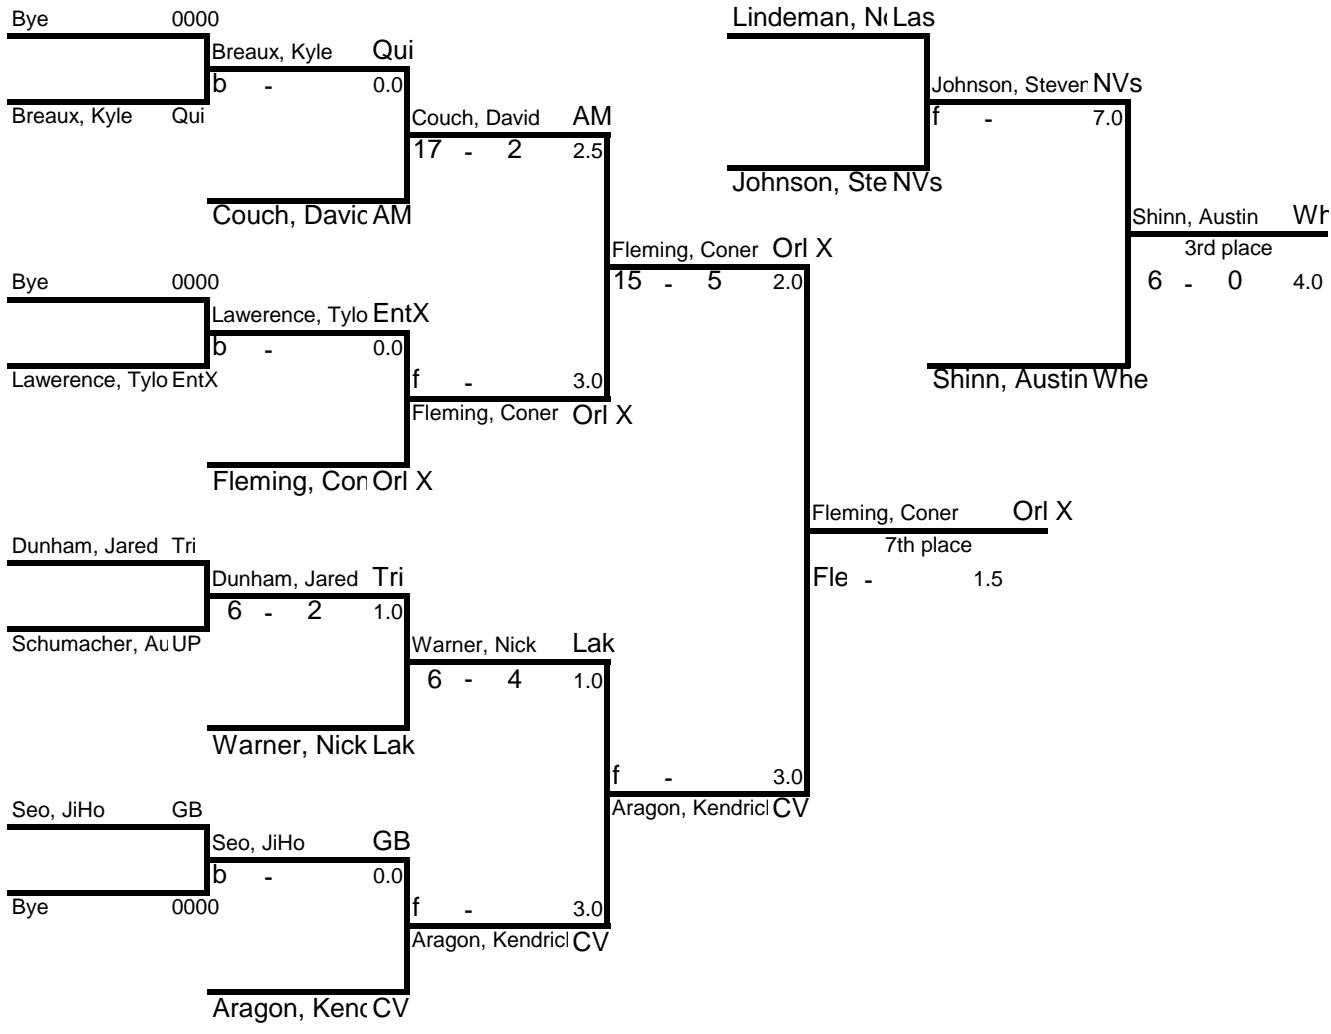 Bye 0000
Lindeman, No Las
Breaux, Kyle Qui
b - 0.0
Johnson, Steven NVs
Breaux, Kyle Qui
Couch, David AM
f - 7.0
17 - 2 2.5
Johnson, Ste NVs
Couch, David AM
Shinn, Austin Wh
Fleming, Coner Orl X
3rd place
Bye 0000
15 - 5 2.0
6 - 0 4.0
Lawerence, Tylo EntX
b - 0.0
Lawerence, Tylo EntX
f - 3.0
Shinn, Austin Whe
Fleming, Coner Orl X
Fleming, Con Orl X
Fleming, Coner Orl X
Dunham, Jared Tri
7th place
Dunham, Jared Tri
Fle - 1.5
6 - 2 1.0
Schumacher, Au UP
Warner, Nick Lak
6 - 4 1.0
Warner, Nick Lak
f - 3.0
Seo, JiHo GB
Aragon, Kendrick CV
Seo, JiHo GB
b - 0.0
Bye 0000
f - 3.0
Aragon, Kendrick CV
Aragon, Kend CV